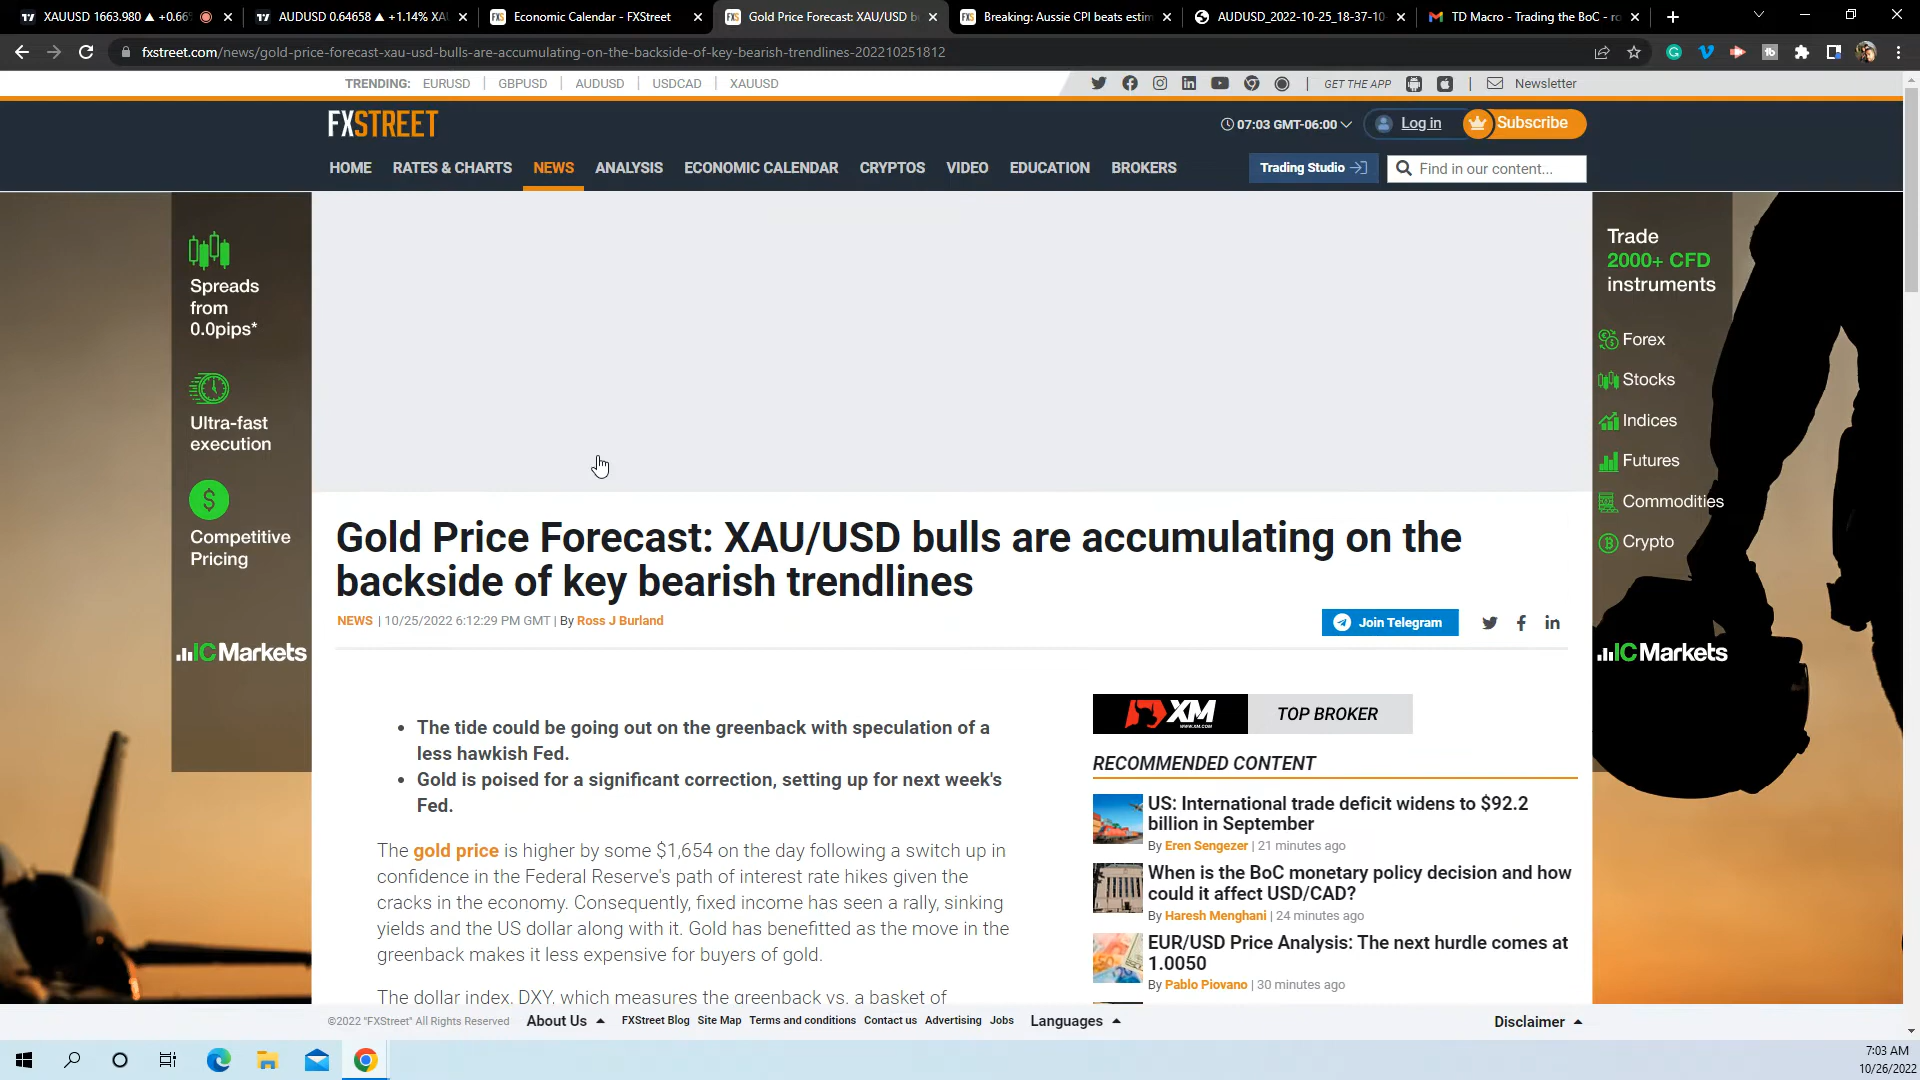 XAUUSD 1663.980 ▲ +0.66
AUDUSD 0.64658 ▲ +1.14% XAU
Economic Calendar - FXStreet
Gold Price Forecast: XAU/USD b
Breaking: Aussie CPI beats estim
AUDUSD_2022-10-25_18-37-10
TD Macro - Trading the BoC - ro
fxstreet.com/news/gold-price-forecast-xau-usd-bulls-are-accumulating-on-the-backside-of-key-bearish-trendlines-202210251812
TRENDING: EURUSD | GBPUSD | AUDUSD | USDCAD | XAUUSD
GET THE APP
Newsletter
FXSTREET
07:03 GMT-06:00
Log in
Subscribe
HOME RATES & CHARTS NEWS ANALYSIS ECONOMIC CALENDAR CRYPTOS VIDEO EDUCATION BROKERS
Trading Studio
Find in our content...
Spreads
from
0.0pips*
Ultra-fast
execution
Competitive
Pricing
IC Markets
Trade
2000+ CFD
instruments
Forex
Stocks
Indices
Futures
Commodities
Crypto
IC Markets
Gold Price Forecast: XAU/USD bulls are accumulating on the
backside of key bearish trendlines
NEWS | 10/25/2022 6:12:29 PM GMT | By Ross J Burland
Join Telegram
• The tide could be going out on the greenback with speculation of a
less hawkish Fed.
• Gold is poised for a significant correction, setting up for next week's
Fed.
The gold price is higher by some $1,654 on the day following a switch up in
confidence in the Federal Reserve's path of interest rate hikes given the
cracks in the economy. Consequently, fixed income has seen a rally, sinking
yields and the US dollar along with it. Gold has benefitted as the move in the
greenback makes it less expensive for buyers of gold.
The dollar index, DXY, which measures the greenback vs. a basket of
XM
WWW.XM.COM
TOP BROKER
RECOMMENDED CONTENT
US: International trade deficit widens to $92.2
billion in September
By Eren Sengezer | 21 minutes ago
When is the BoC monetary policy decision and how
could it affect USD/CAD?
By Haresh Menghani | 24 minutes ago
EUR/USD Price Analysis: The next hurdle comes at
1.0050
By Pablo Piovano | 30 minutes ago
©2022 "FXStreet" All Rights Reserved
About Us
FXStreet Blog Site Map Terms and conditions Contact us Advertising Jobs
Languages
Disclaimer
7:03 AM
10/26/2022